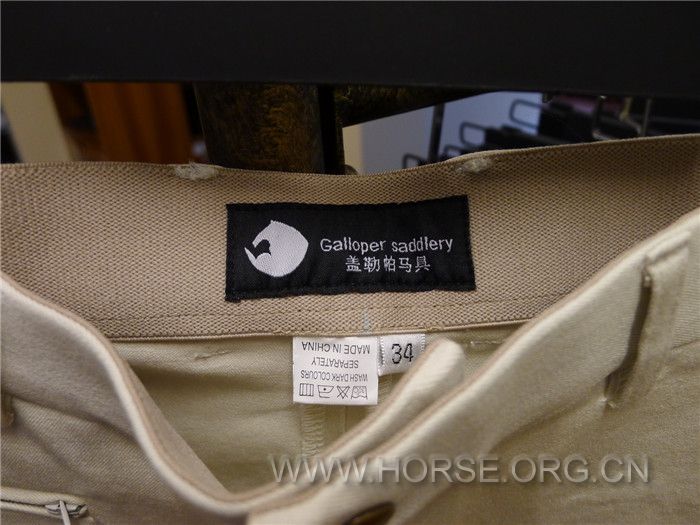 Galloper saddlery
盖勒帕马具
34
WASH DARK COLOURS
SEPARATELY
MADE IN CHINA
WWW.HORSE.ORG.CN